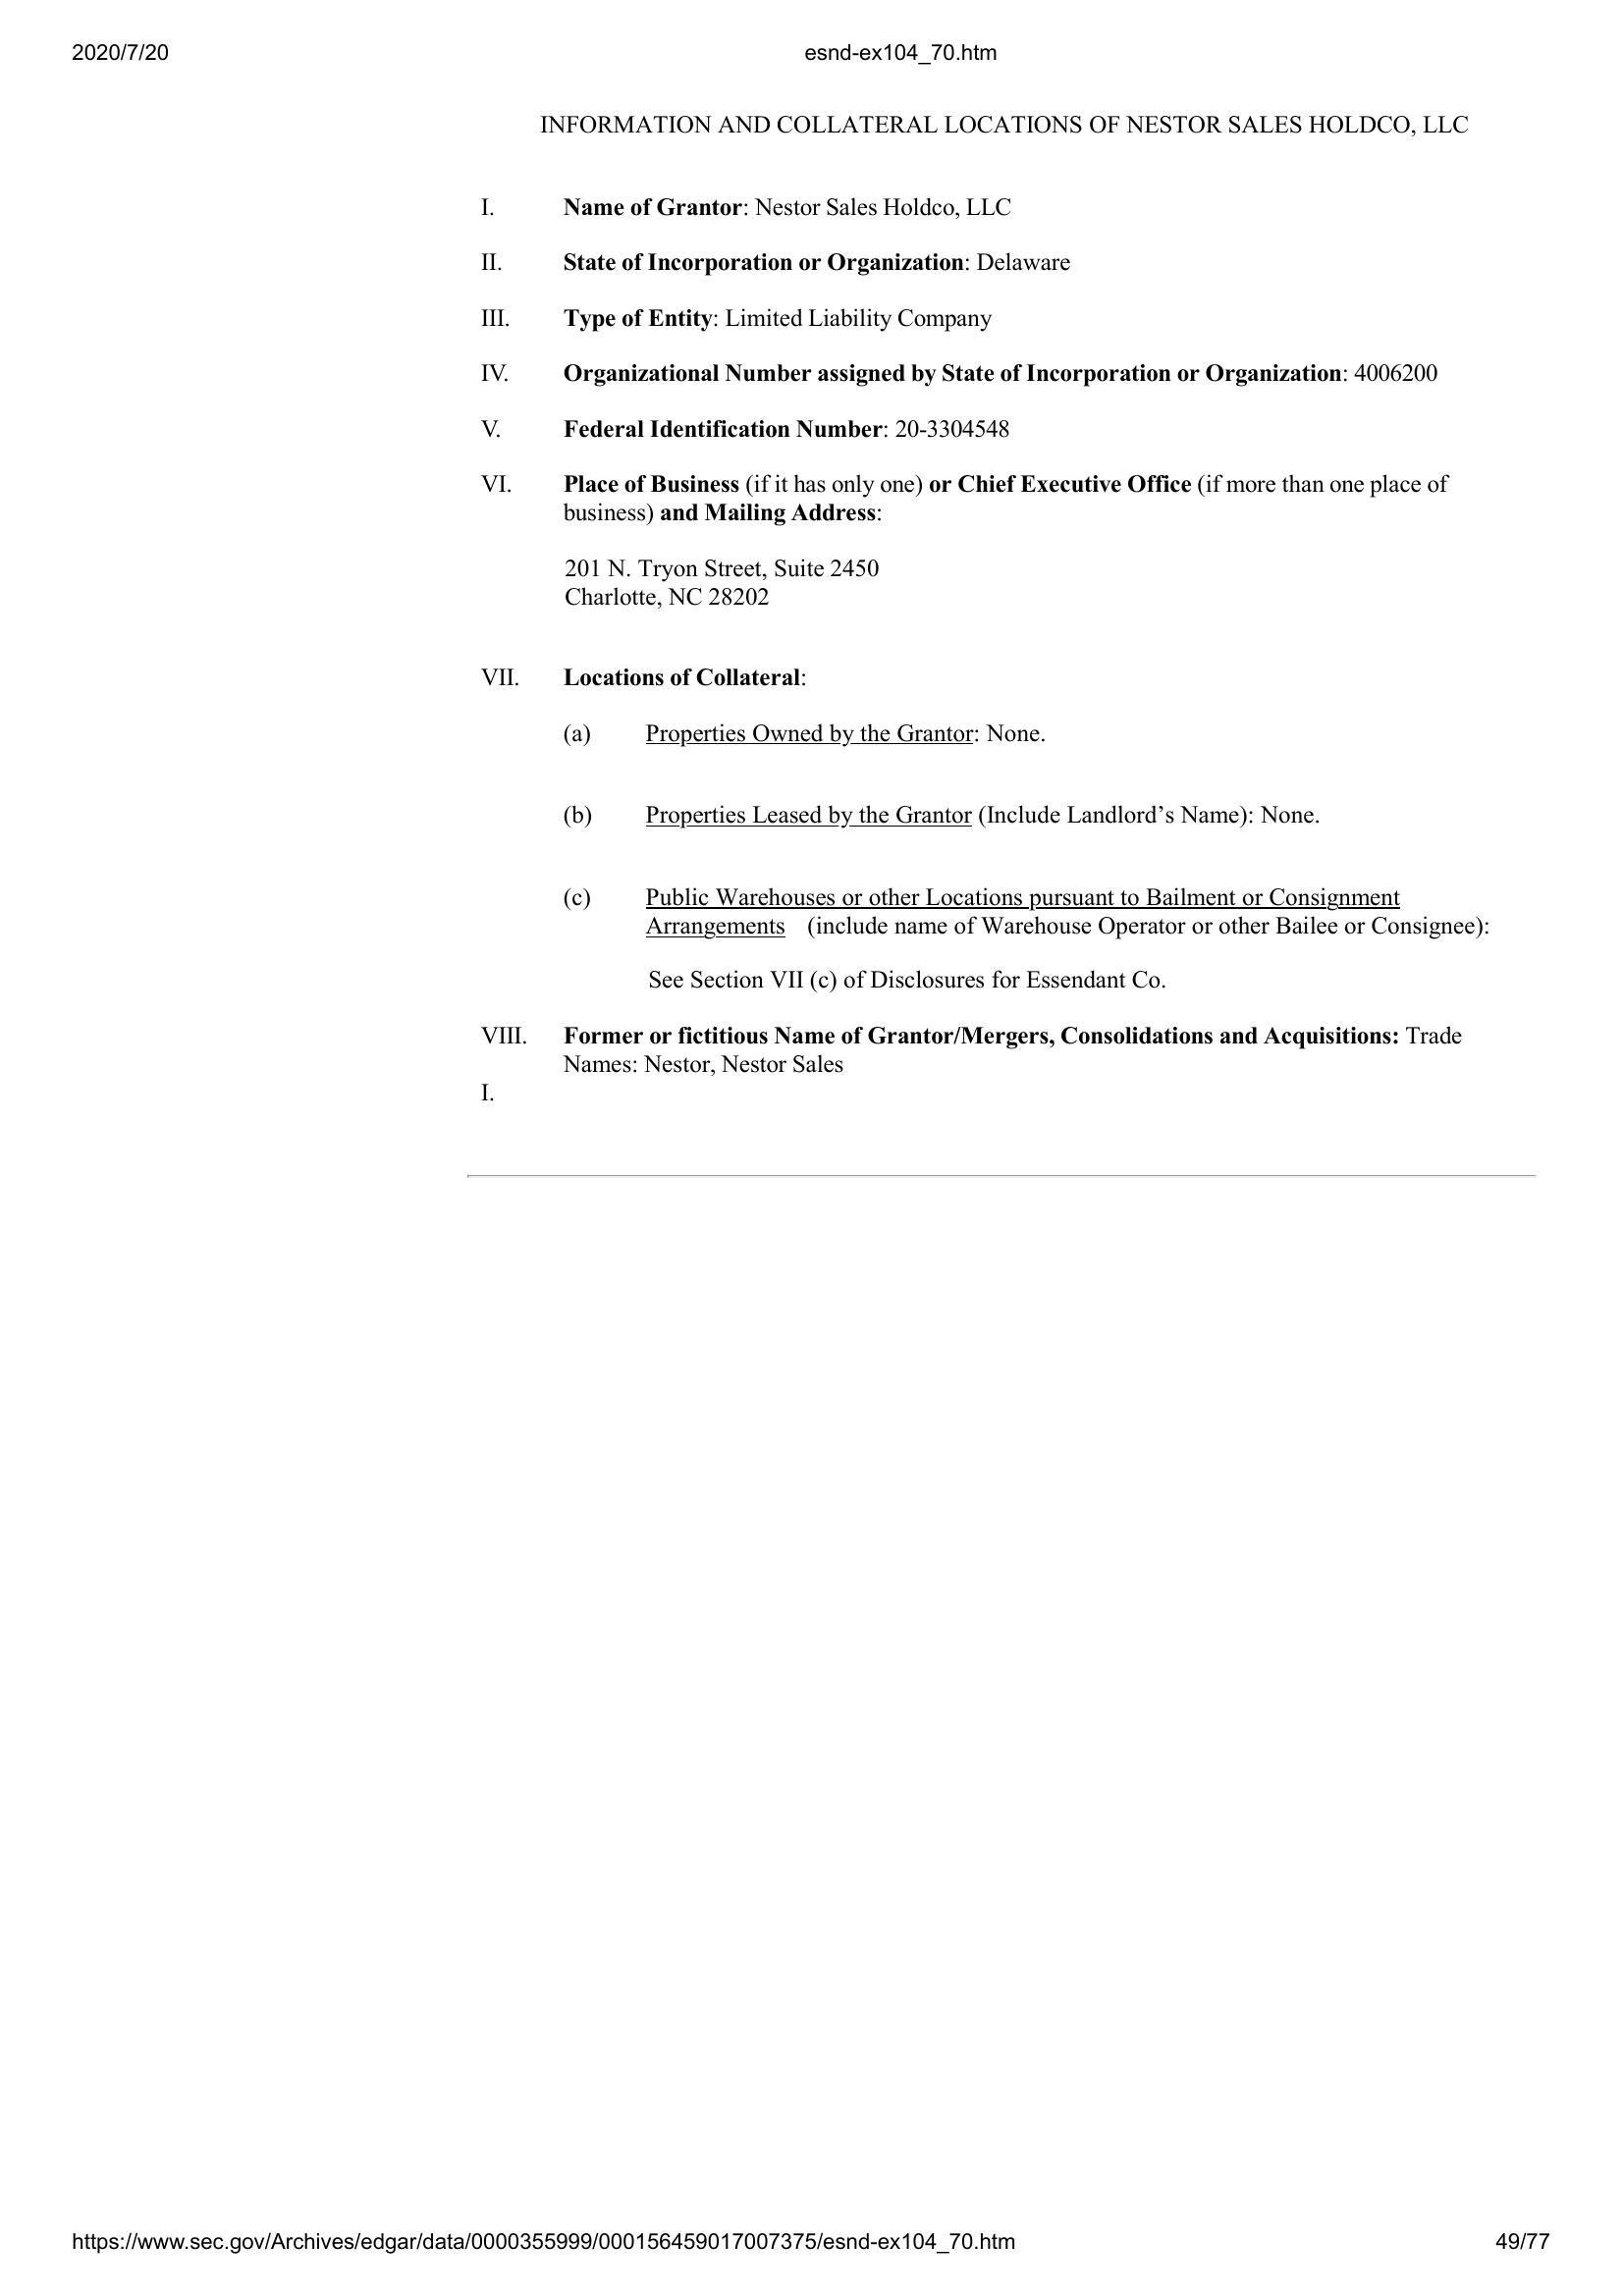 2020/7/20 esnd-ex104_70.htm
INFORMATION AND COLLATERAL LOCATIONS OF NESTOR SALES HOLDCO, LLC
I. Name of Grantor: Nestor Sales Holdco, LLC
II. State of Incorporation or Organization: Delaware
III. Type of Entity: Limited Liability Company
IV. Organizational Number assigned by State of Incorporation or Organization: 4006200
V. Federal Identification Number: 20-3304548
VI. Place of Business (if it has only one) or Chief Executive Office (if more than one place of
business) and Mailing Address:
201 N. Tryon Street, Suite 2450
Charlotte, NC 28202
VII. Locations of Collateral:
(a) Properties Owned by the Grantor: None.
(b) Properties Leased by the Grantor (Include Landlord’s Name): None.
(c) Public Warehouses or other Locations pursuant to Bailment or Consignment
Arrangements (include name of Warehouse Operator or other Bailee or Consignee):
See Section VII (c) of Disclosures for Essendant Co.
VIII. Former or fictitious Name of Grantor/Mergers, Consolidations and Acquisitions: Trade
Names: Nestor, Nestor Sales
I.
https://www.sec.gov/Archives/edgar/data/0000355999/000156459017007375/esnd-ex104_70.htm 49/77